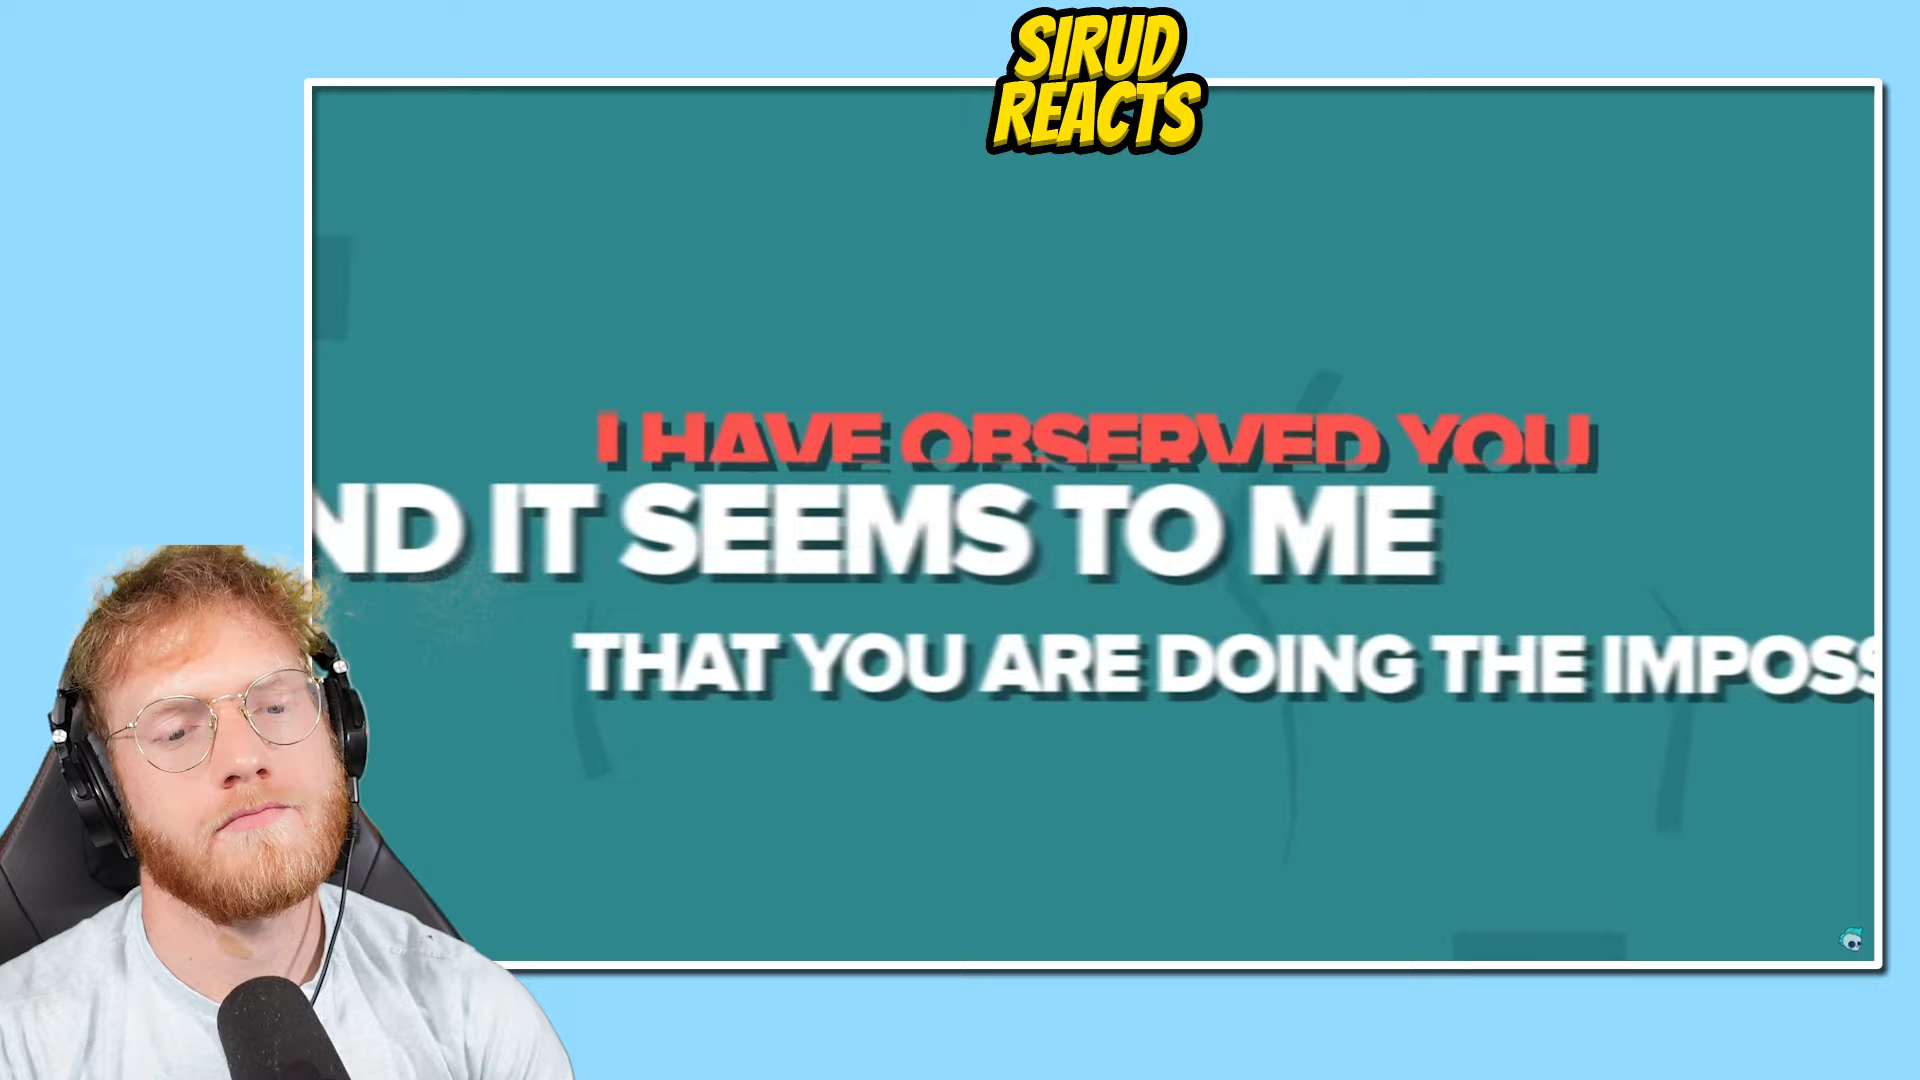 SIRUD
REACTS
I HAVE OBSERVED YOU
ND IT SEEMS TO ME
THAT YOU ARE DOING THE IMPOSS